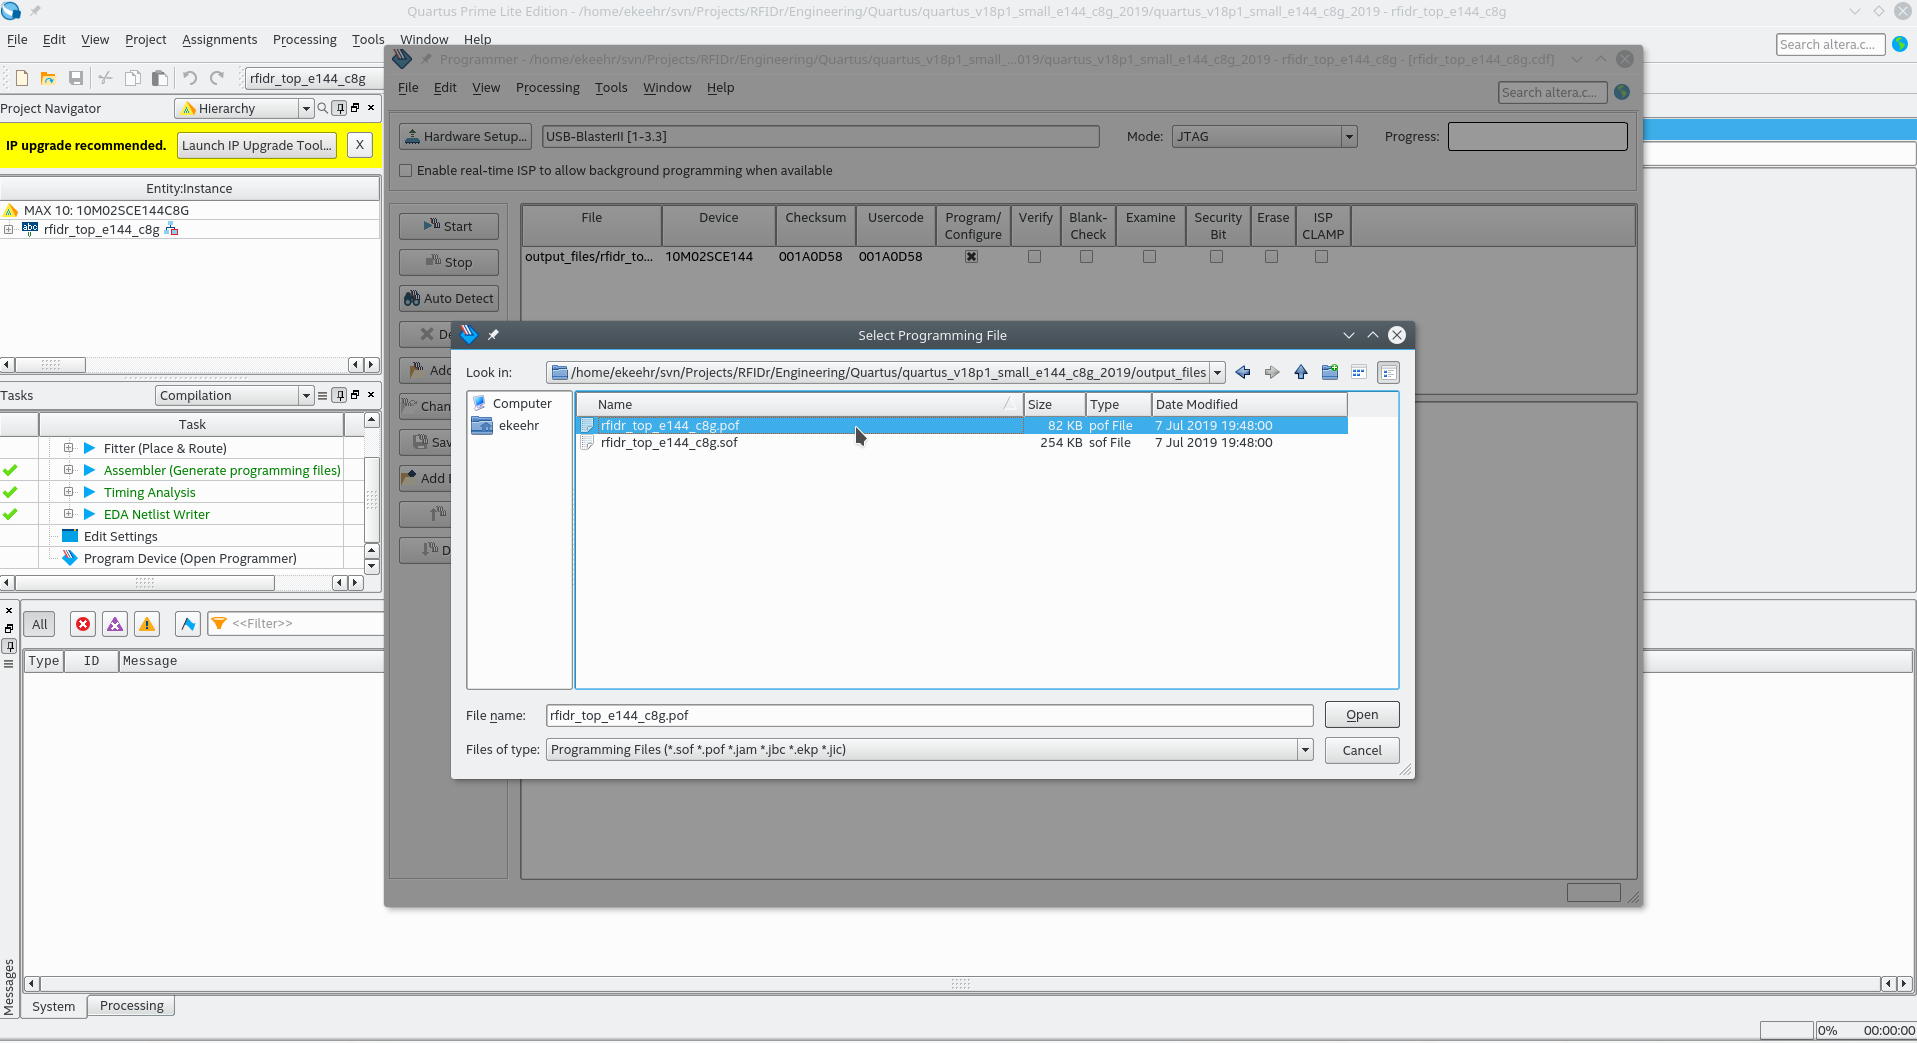 Quartus Prime Lite Edition - /home/ekeehr/svn/Projects/RFIDr/Engineering/Quartus/quartus_v18p1_small_e144_c8g_2019/quartus_v18p1_small_e144_c8g_2019 - rfidr_top_e144_c8g
File Edit View Project Assignments Processing Tools Window Help
Search altera.c...
rfidr_top_e144_c8g
Programmer - /home/ekeehr/svn/Projects/RFIDr/Engineering/Quartus/quartus_v18p1_small_...019/quartus_v18p1_small_e144_c8g_2019 - rfidr_top_e144_c8g - [rfidr_top_e144_c8g.cdf]
File Edit View Processing Tools Window Help
Search altera.c...
Project Navigator Hierarchy
IP upgrade recommended. Launch IP Upgrade Tool... X
Entity:Instance
MAX 10: 10M02SCE144C8G
abc rfidr_top_e144_c8g
Hardware Setup... USB-BlasterII [1-3.3] Mode: JTAG Progress:
Enable real-time ISP to allow background programming when available
Start
Stop
Auto Detect
De
Add
Chan
Sav
Add
D
File Device Checksum Usercode Program/ Configure Verify Blank- Check Examine Security Bit Erase ISP CLAMP
output_files/rfidr_to... 10M02SCE144 001A0D58 001A0D58
Select Programming File
Look in: /home/ekeehr/svn/Projects/RFIDr/Engineering/Quartus/quartus_v18p1_small_e144_c8g_2019/output_files
Computer
ekeehr
Name Size Type Date Modified
rfidr_top_e144_c8g.pof 82 KB pof File 7 Jul 2019 19:48:00
rfidr_top_e144_c8g.sof 254 KB sof File 7 Jul 2019 19:48:00
File name: rfidr_top_e144_c8g.pof Open
Files of type: Programming Files (*.sof *.pof *.jam *.jbc *.ekp *.jic) Cancel
Tasks Compilation
Task
Fitter (Place & Route)
Assembler (Generate programming files)
Timing Analysis
EDA Netlist Writer
Edit Settings
Program Device (Open Programmer)
All <<Filter>>
Type ID Message
Messages
System Processing
0% 00:00:00